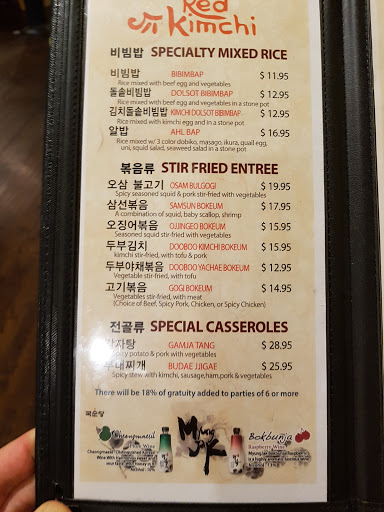 Red
Kimchi
비빔밥 SPECIALTY MIXED RICE
비빔밥 BIBIMBAP $ 11.95
Rice mixed with beef egg and vegetables
돌솥비빔밥 DOLSOT BIBIMBAP $ 12.95
Rice mixed with beef egg and vegetables in a stone pot
김치돌솥비빔밥 KIMCHI DOLSOT BIBIMBAP $ 12.95
Rice mixed with kimchi egg and in a stone pot
알밥 AHL BAP $ 16.95
Rice mixed w/ 3 color dobiko, masago, ikura, quail egg,
uni, squid salad, seaweed salad in a stone pot
볶음류 STIR FRIED ENTREE
오삼 불고기 OSAM BULGOGI $ 19.95
Spicy seasoned squid & pork stir-fried with vegetables
삼선볶음 SAMSUN BOKEUM $ 17.95
A combination of squid, baby scallop, shrimp
오징어볶음 OJJINGEO BOKEUM $ 15.95
Seasoned squid stir-fried with vegetables
두부김치 DOOBOO KIMCHI BOKEUM $ 15.95
kimchi stir-fried, with tofu & pork
두부야채볶음 DOOBOO YACHAE BOKEUM $ 12.95
Vegetable stir-fried, with tofu
고기볶음 GOGI BOKEUM $ 14.95
Vegetables stir-fried, with meat
(Choice of Beef, Spicy Pork, Chicken, or Spicy Chicken)
전골류 SPECIAL CASSEROLES
감자탕 GAMJA TANG $ 28.95
Spicy potato & pork with vegetables
부대찌개 BUDAE JJIGAE $ 25.95
Spicy stew with kimchi, sausage,ham,pork & vegetables
There will be 18% of gratuity added to parties of 6 or more
Bokbunja
Raspberry Wine